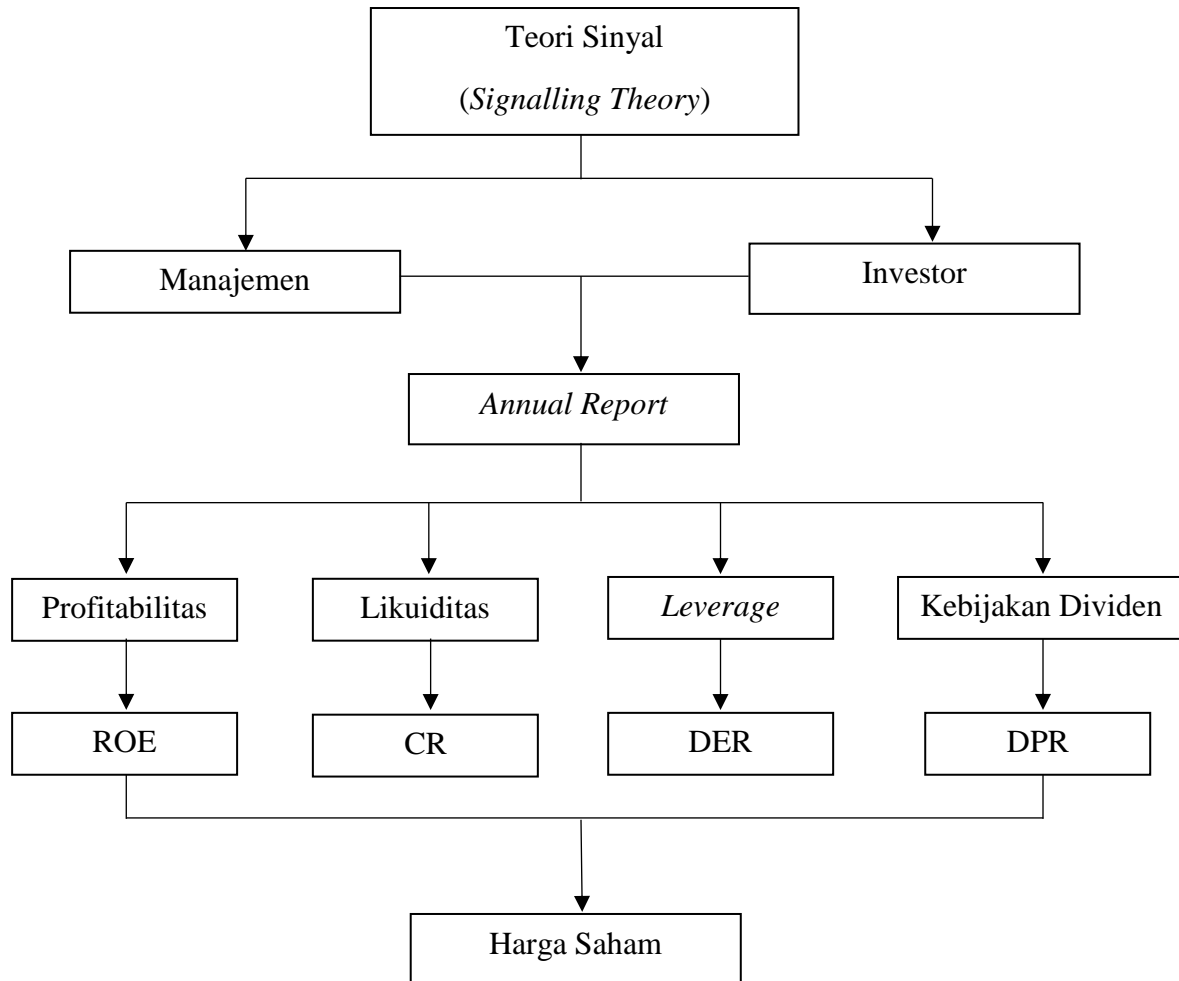 Teori Sinyal
(Signalling Theory)
Manajemen
Investor
Annual Report
Profitabilitas
Likuiditas
Leverage
Kebijakan Dividen
ROE
CR
DER
DPR
Harga Saham